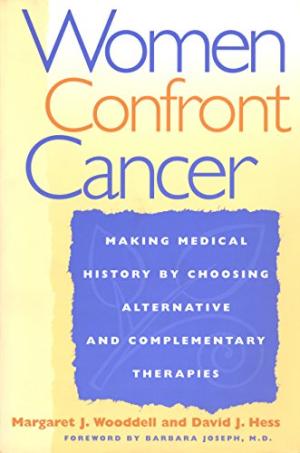 Women
Confront
Cancer
MAKING MEDICAL
HISTORY BY CHOOSING
ALTERNATIVE
AND COMPLEMENTARY
THERAPIES
Margaret J. Wooddell and David J. Hess
FOREWORD BY BARBARA JOSEPH, M.D.